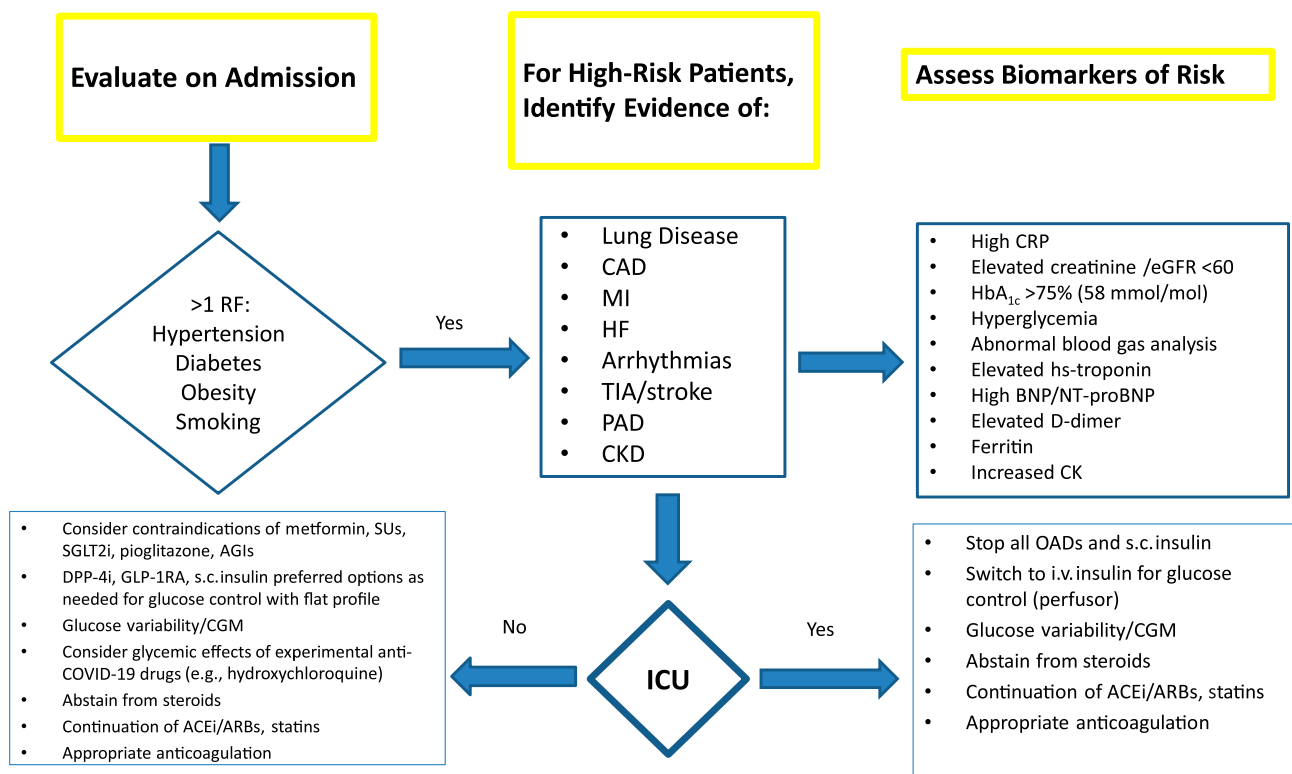 Evaluate on Admission
For High-Risk Patients,
Identify Evidence of:
Assess Biomarkers of Risk
>1 RF:
Hypertension
Diabetes
Obesity
Smoking
Yes
• Lung Disease
• CAD
• MI
• HF
• Arrhythmias
• TIA/stroke
• PAD
• CKD
• High CRP
• Elevated creatinine /eGFR <60
• HbA1c >75% (58 mmol/mol)
• Hyperglycemia
• Abnormal blood gas analysis
• Elevated hs-troponin
• High BNP/NT-proBNP
• Elevated D-dimer
• Ferritin
• Increased CK
• Consider contraindications of metformin, SUs,
SGLT2i, pioglitazone, AGIs
• DPP-4i, GLP-1RA, s.c.insulin preferred options as
needed for glucose control with flat profile
• Glucose variability/CGM
• Consider glycemic effects of experimental anti-
COVID-19 drugs (e.g., hydroxychloroquine)
• Abstain from steroids
• Continuation of ACEi/ARBs, statins
• Appropriate anticoagulation
No
ICU
Yes
• Stop all OADs and s.c.insulin
• Switch to i.v.insulin for glucose
control (perfusor)
• Glucose variability/CGM
• Abstain from steroids
• Continuation of ACEi/ARBs, statins
• Appropriate anticoagulation